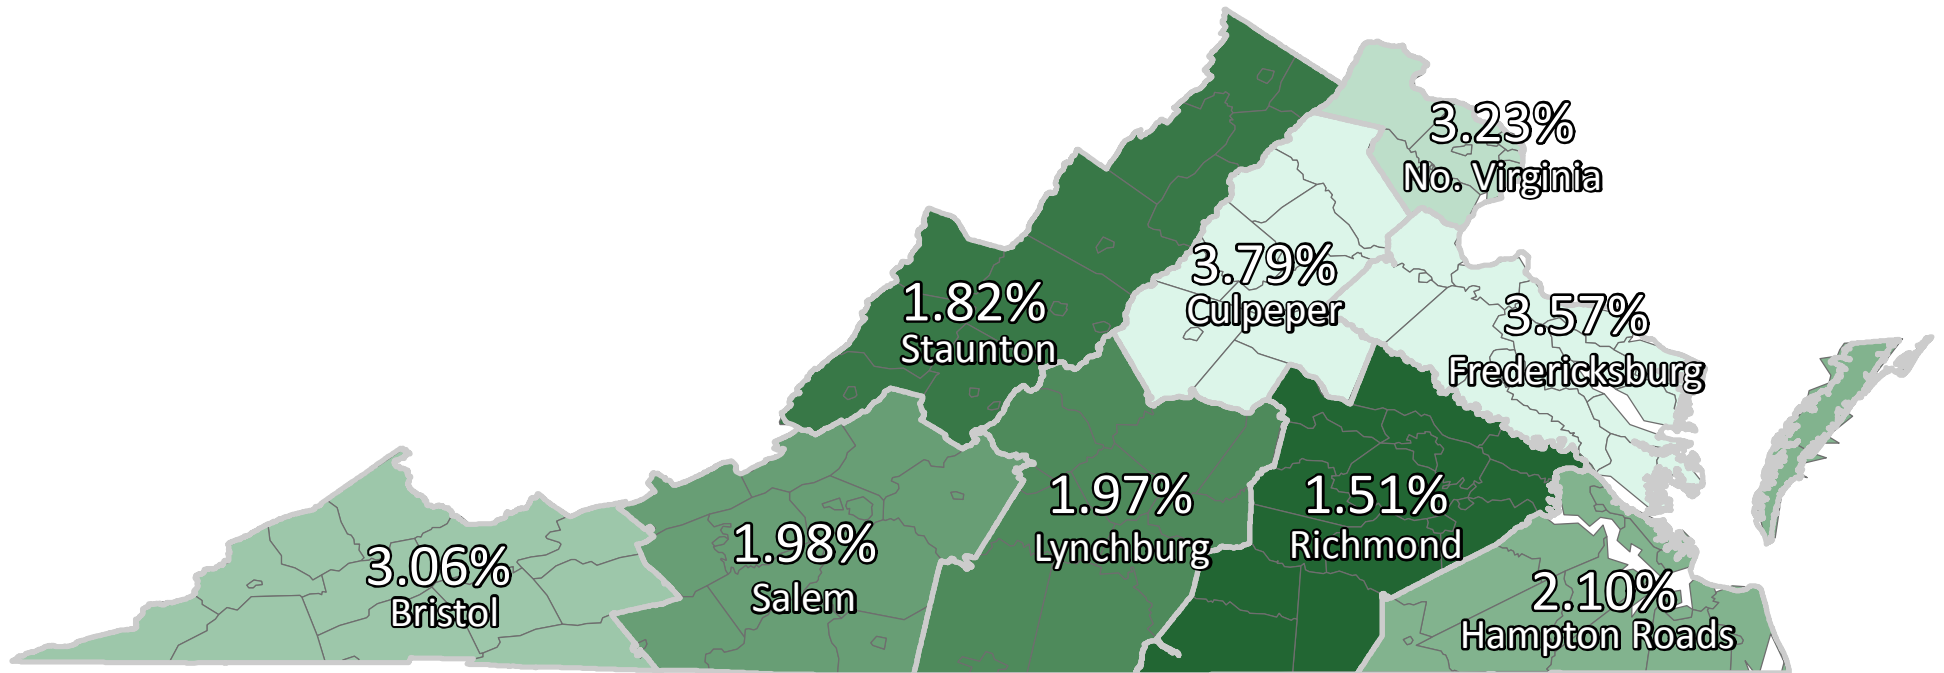 3.23%
No. Virginia
3.79%
Culpeper
1.82%
Staunton
3.57%
Fredericksburg
1.97%
Lynchburg
1.51%
Richmond
1.98%
Salem
3.06%
Bristol
2.10%
Hampton Roads